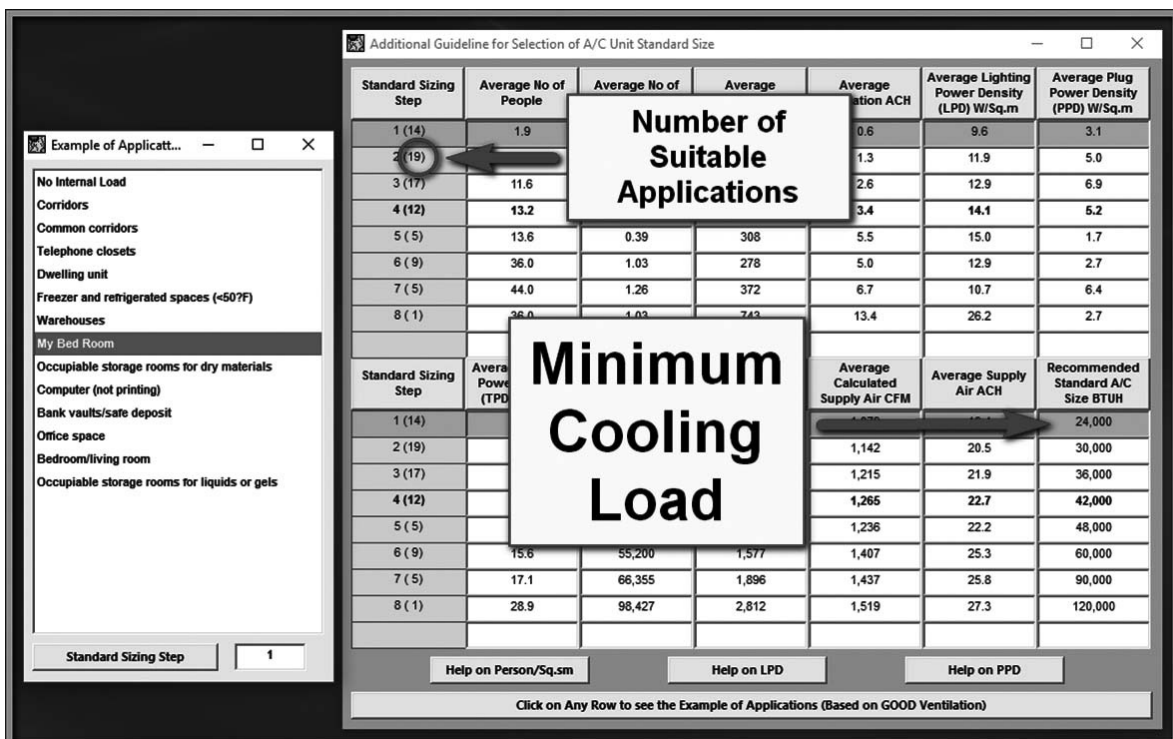 Additional Guideline for Selection of A/C Unit Standard Size
Standard Sizing Step Average No of People Average No of Average Average ation ACH Average Lighting Power Density (LPD) W/Sq.m Average Plug Power Density (PPD) W/Sq.m
1 (14) 1.9 0.6 9.6 3.1
2 (19) 1.3 11.9 5.0
3 (17) 11.6 2.6 12.9 6.9
4 (12) 13.2 3.4 14.1 5.2
5 ( 5) 13.6 0.39 308 5.5 15.0 1.7
6 ( 9) 36.0 1.03 278 5.0 12.9 2.7
7 ( 5) 44.0 1.26 372 6.7 10.7 6.4
8 ( 1) 36.0 1.03 743 13.4 26.2 2.7
Number of
Suitable
Applications
Standard Sizing Step Average Calculated Supply Air CFM Average Supply Air ACH Recommended Standard A/C Size BTUH
1 (14) 24,000
2 (19) 1,142 20.5 30,000
3 (17) 1,215 21.9 36,000
4 (12) 1,265 22.7 42,000
5 ( 5) 1,236 22.2 48,000
6 ( 9) 15.6 55,200 1,577 1,407 25.3 60,000
7 ( 5) 17.1 66,355 1,896 1,437 25.8 90,000
8 ( 1) 28.9 98,427 2,812 1,519 27.3 120,000
Minimum
Cooling
Load
Help on Person/Sq.sm Help on LPD Help on PPD
Click on Any Row to see the Example of Applications (Based on GOOD Ventilation)
Example of Applicatt...
No Internal Load
Corridors
Common corridors
Telephone closets
Dwelling unit
Freezer and refrigerated spaces (<50?F)
Warehouses
My Bed Room
Occupiable storage rooms for dry materials
Computer (not printing)
Bank vaults/safe deposit
Office space
Bedroom/living room
Occupiable storage rooms for liquids or gels
Standard Sizing Step 1